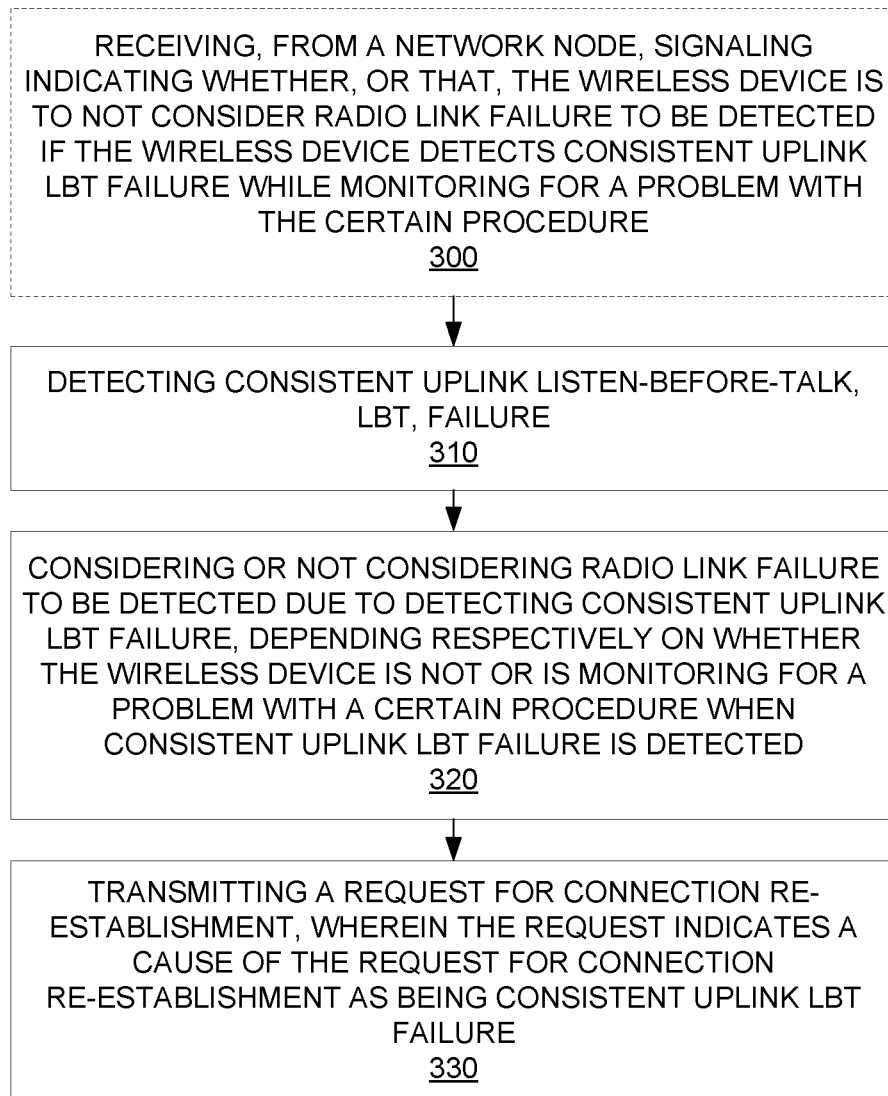 RECEIVING, FROM A NETWORK NODE, SIGNALING
INDICATING WHETHER, OR THAT, THE WIRELESS DEVICE IS
TO NOT CONSIDER RADIO LINK FAILURE TO BE DETECTED
IF THE WIRELESS DEVICE DETECTS CONSISTENT UPLINK
LBT FAILURE WHILE MONITORING FOR A PROBLEM WITH
THE CERTAIN PROCEDURE
300
DETECTING CONSISTENT UPLINK LISTEN-BEFORE-TALK,
LBT, FAILURE
310
CONSIDERING OR NOT CONSIDERING RADIO LINK FAILURE
TO BE DETECTED DUE TO DETECTING CONSISTENT UPLINK
LBT FAILURE, DEPENDING RESPECTIVELY ON WHETHER
THE WIRELESS DEVICE IS NOT OR IS MONITORING FOR A
PROBLEM WITH A CERTAIN PROCEDURE WHEN
CONSISTENT UPLINK LBT FAILURE IS DETECTED
320
TRANSMITTING A REQUEST FOR CONNECTION RE-
ESTABLISHMENT, WHEREIN THE REQUEST INDICATES A
CAUSE OF THE REQUEST FOR CONNECTION
RE-ESTABLISHMENT AS BEING CONSISTENT UPLINK LBT
FAILURE
330